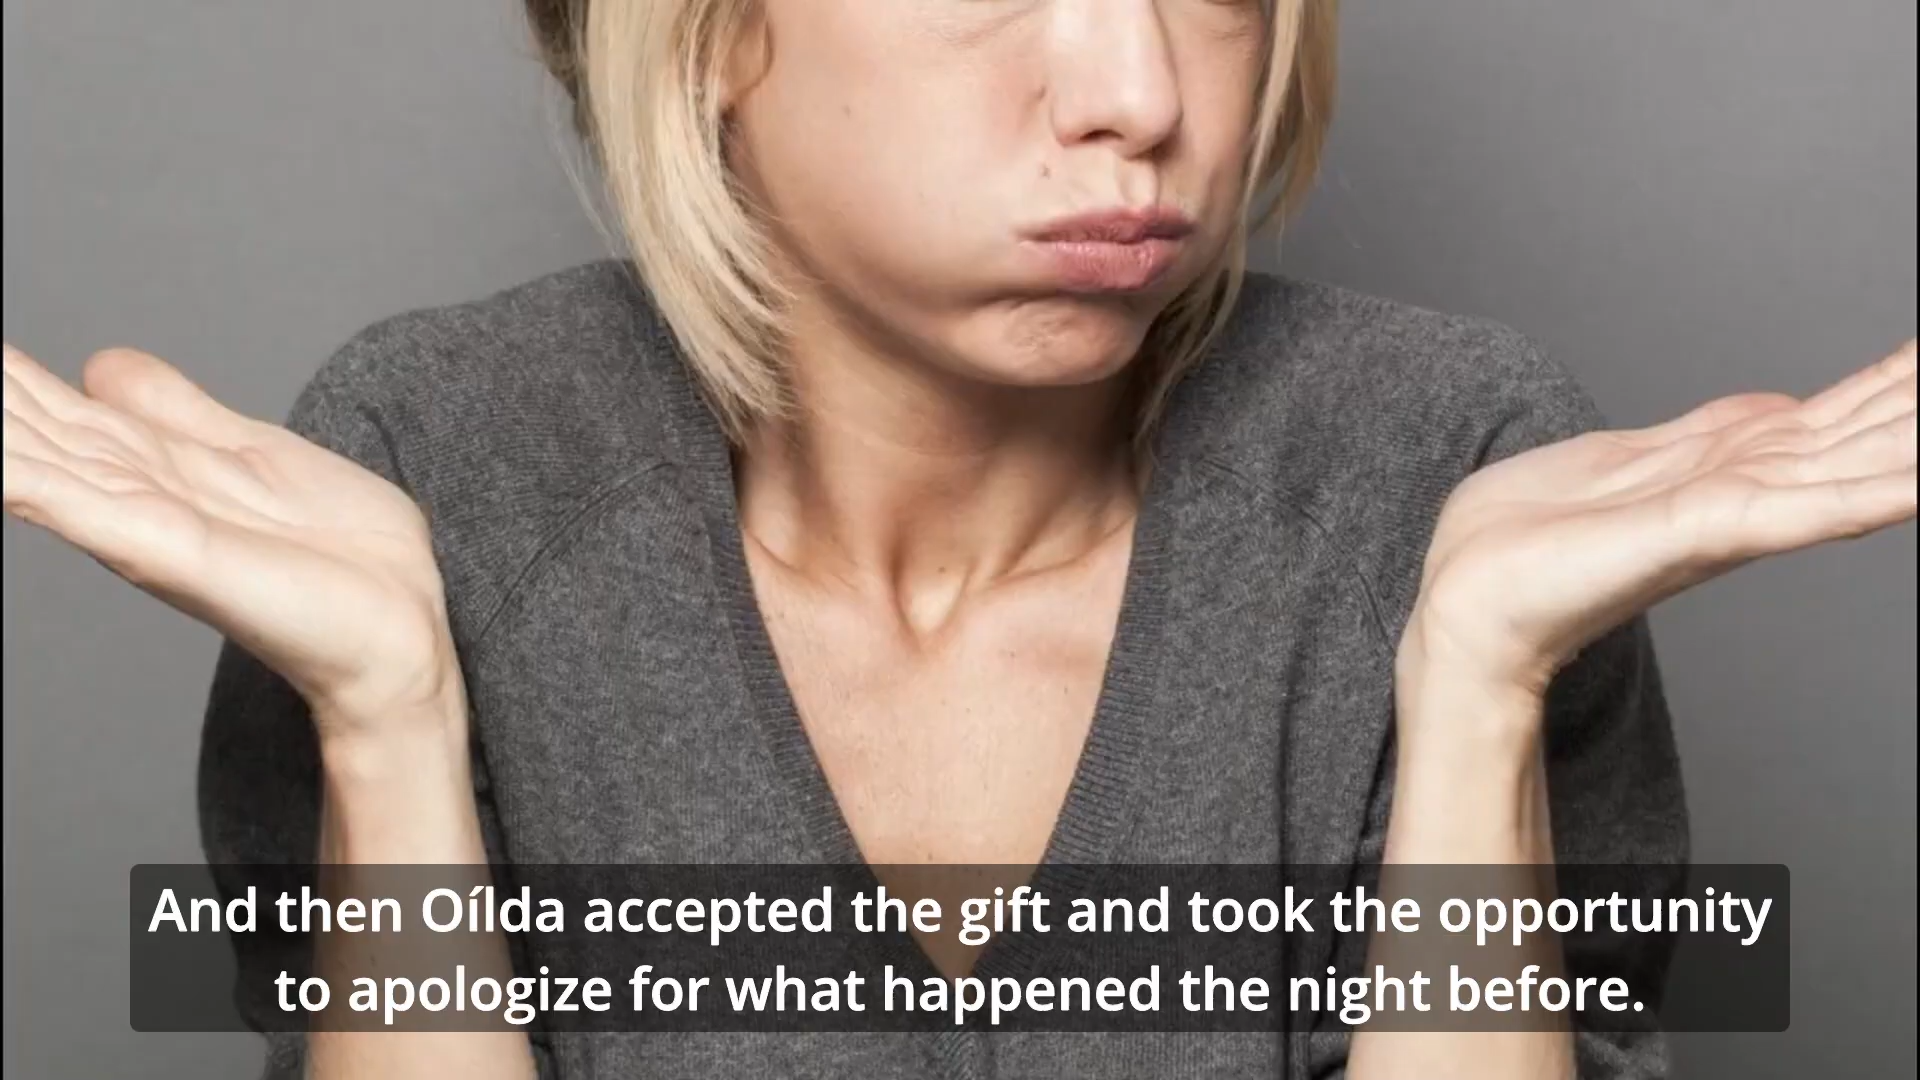 And then Oílda accepted the gift and took the opportunity
to apologize for what happened the night before.